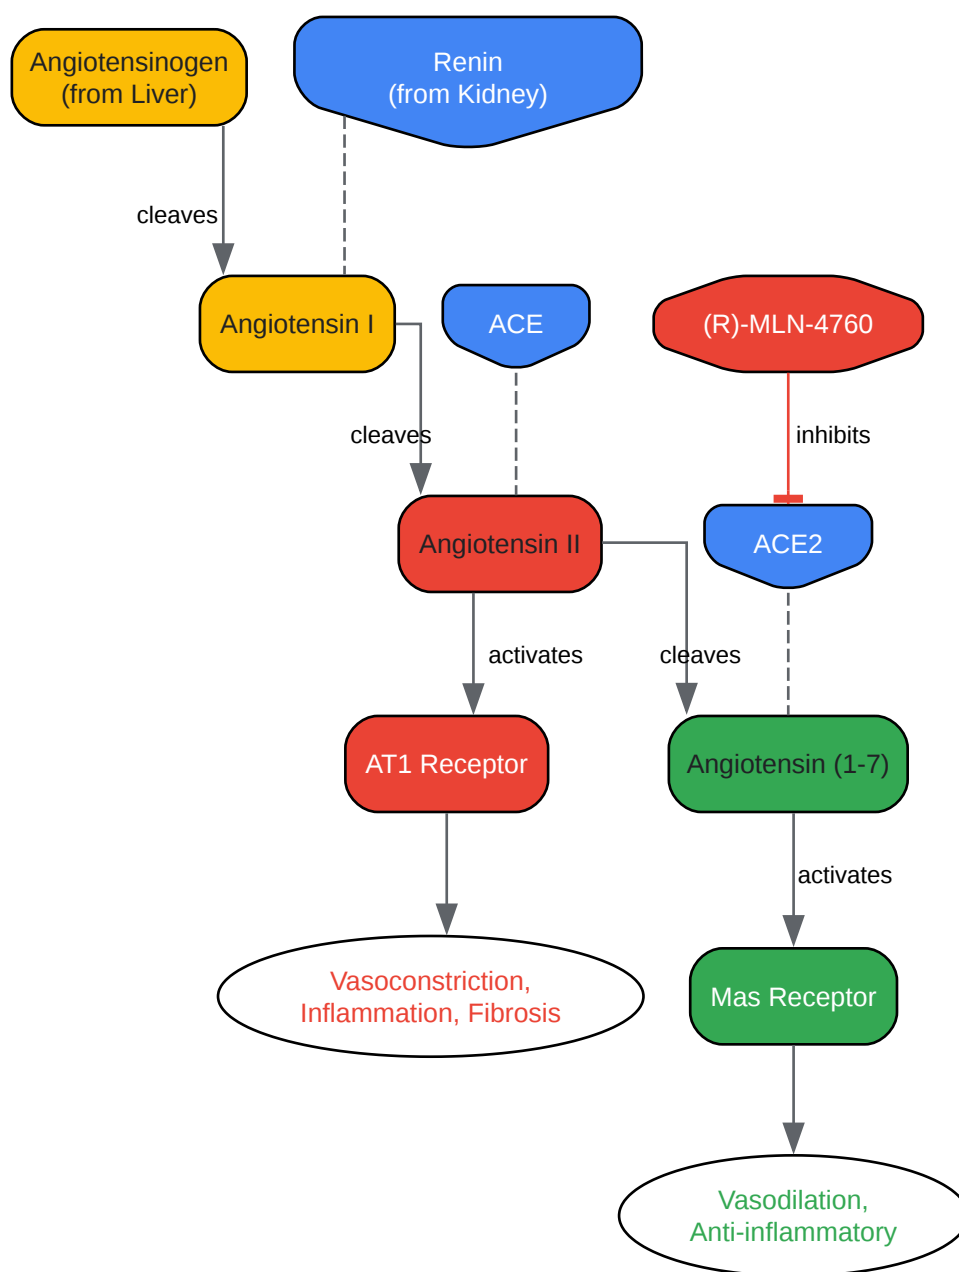 Angiotensinogen
(from Liver)
Renin
(from Kidney)
cleaves
Angiotensin I
ACE
(R)-MLN-4760
cleaves
inhibits
Angiotensin II
ACE2
activates
cleaves
AT1 Receptor
Angiotensin (1-7)
activates
Vasoconstriction,
Inflammation, Fibrosis
Mas Receptor
Vasodilation,
Anti-inflammatory